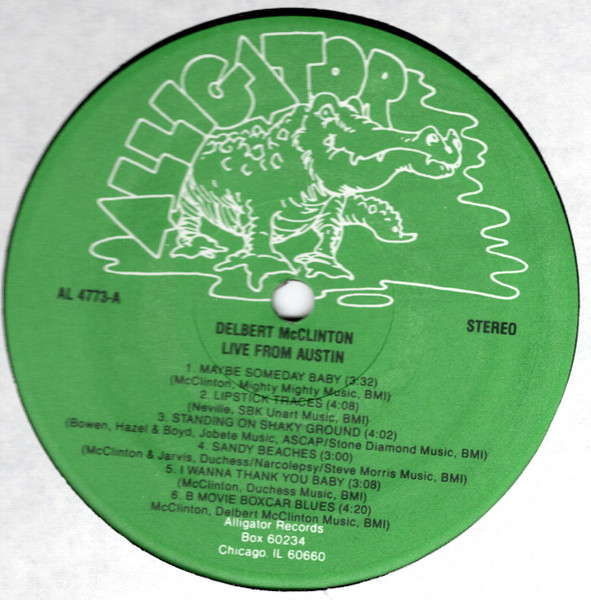 ALLIGATOR
AL 4773-A
STEREO
DELBERT McCLINTON
LIVE FROM AUSTIN
1. MAYBE SOMEDAY BABY (3:32)
(McClinton, Mighty Mighty Music, BMI)
2. LIPSTICK TRACES (4:08)
(Neville, SBK Unart Music, BMI)
3. STANDING ON SHAKY GROUND (4:02)
(Bowen, Hazel & Boyd, Jobete Music, ASCAP/Stone Diamond Music, BMI)
4. SANDY BEACHES (3:00)
(McClinton & Jarvis, Duchess/Narcolepsy/Steve Morris Music, BMI)
5. I WANNA THANK YOU BABY (3:08)
(McClinton, Duchess Music, BMI)
6. B MOVIE BOXCAR BLUES (4:20)
McClinton, Delbert McClinton Music, BMI)
Alligator Records
Box 60234
Chicago, IL 60660